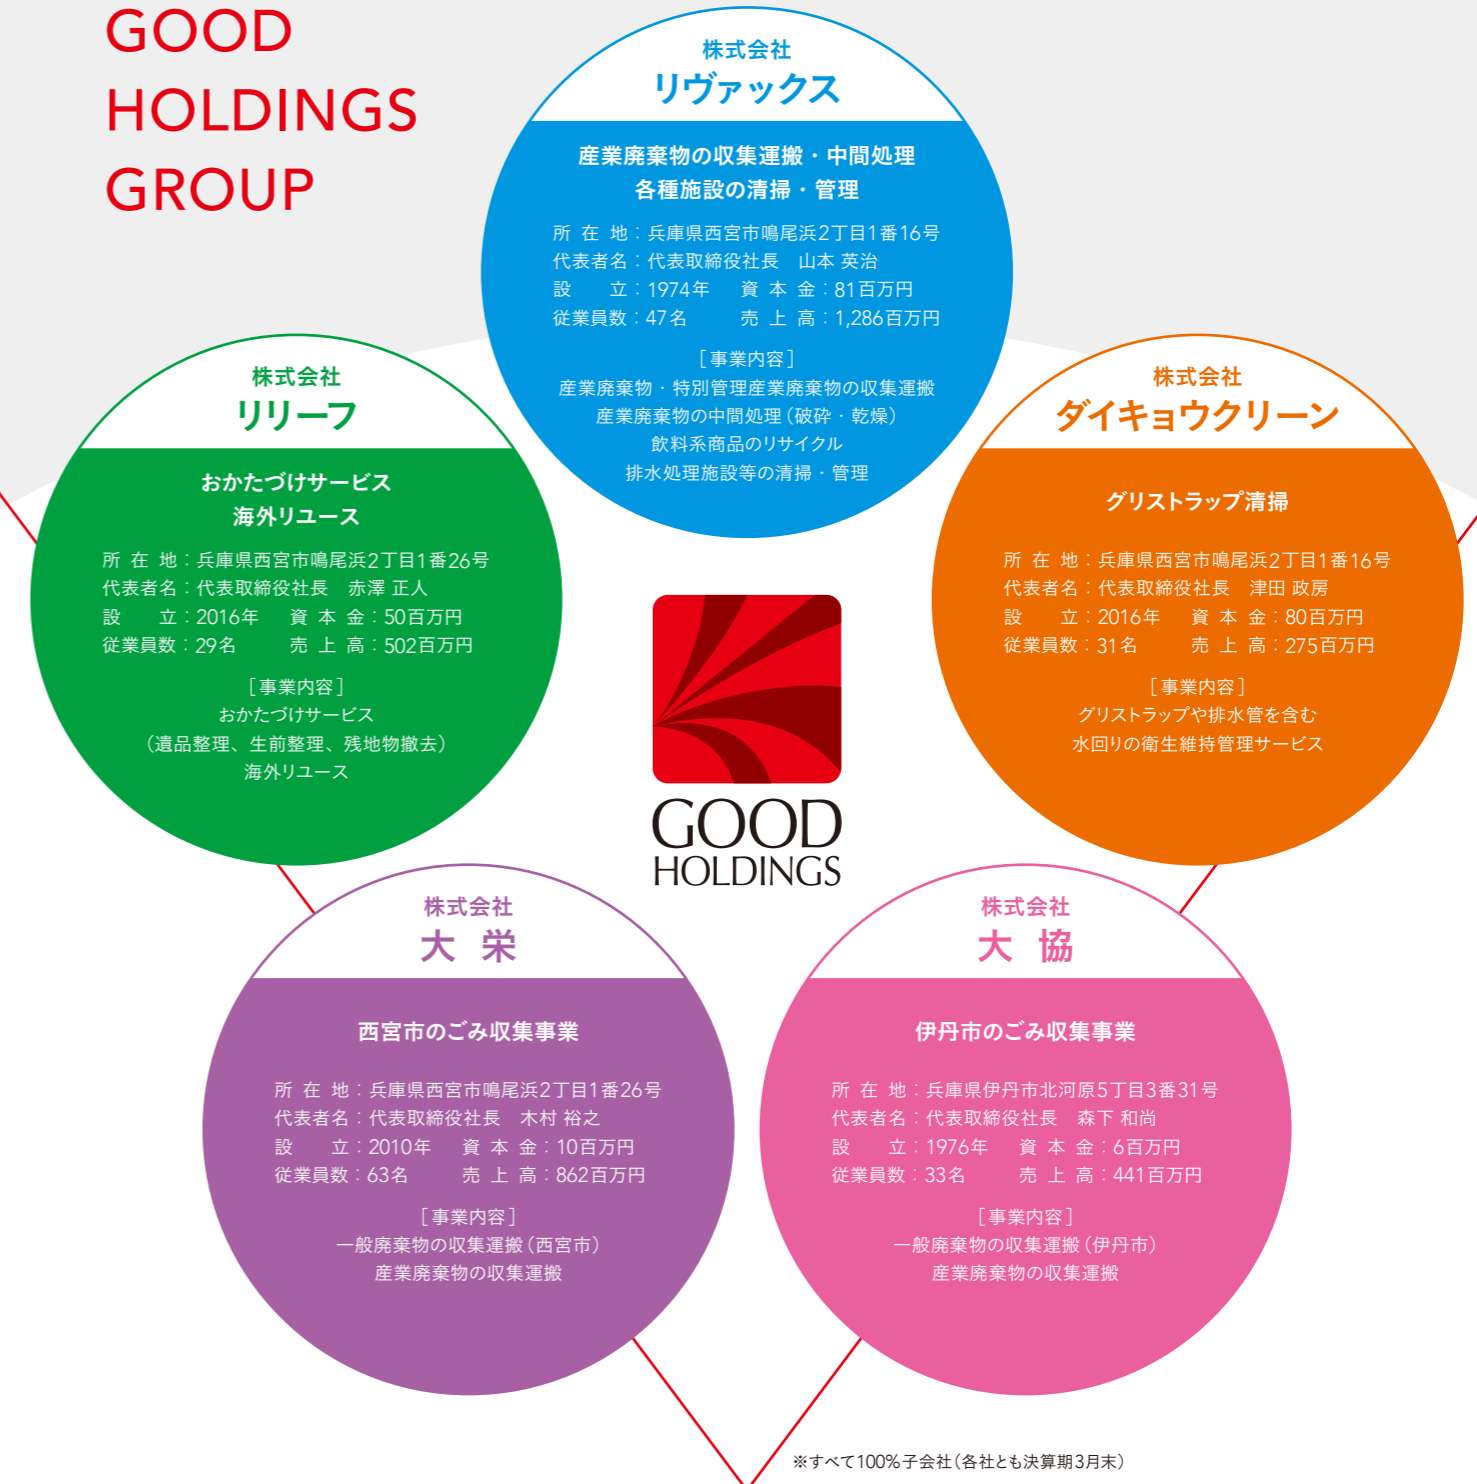 GOOD
HOLDINGS
GROUP
株式会社
リヴァックス
産業廃棄物の収集運搬・中間処理
各種施設の清掃・管理
所在地：兵庫県西宮市鳴尾浜2丁目1番16号
代表者名：代表取締役社長　山本 英治
設　立：1974年　資本金：81百万円
従業員数：47名　売上高：1,286百万円
［事業内容］
産業廃棄物・特別管理産業廃棄物の収集運搬
産業廃棄物の中間処理（破砕・乾燥）
飲料系商品のリサイクル
排水処理施設等の清掃・管理
株式会社
リリーフ
おかたづけサービス
海外リユース
所在地：兵庫県西宮市鳴尾浜2丁目1番26号
代表者名：代表取締役社長　赤澤 正人
設　立：2016年　資本金：50百万円
従業員数：29名　売上高：502百万円
［事業内容］
おかたづけサービス
（遺品整理、生前整理、残地物撤去）
海外リユース
株式会社
ダイキョウクリーン
グリストラップ清掃
所在地：兵庫県西宮市鳴尾浜2丁目1番16号
代表者名：代表取締役社長　津田 政房
設　立：2016年　資本金：80百万円
従業員数：31名　売上高：275百万円
［事業内容］
グリストラップや排水管を含む
水回りの衛生維持管理サービス
GOOD
HOLDINGS
株式会社
大栄
西宮市のごみ収集事業
所在地：兵庫県西宮市鳴尾浜2丁目1番26号
代表者名：代表取締役社長　木村 裕之
設　立：2010年　資本金：10百万円
従業員数：63名　売上高：862百万円
［事業内容］
一般廃棄物の収集運搬（西宮市）
産業廃棄物の収集運搬
株式会社
大協
伊丹市のごみ収集事業
所在地：兵庫県伊丹市北河原5丁目3番31号
代表者名：代表取締役社長　森下 和尚
設　立：1976年　資本金：6百万円
従業員数：33名　売上高：441百万円
［事業内容］
一般廃棄物の収集運搬（伊丹市）
産業廃棄物の収集運搬
※すべて100％子会社（各社とも決算期3月末）